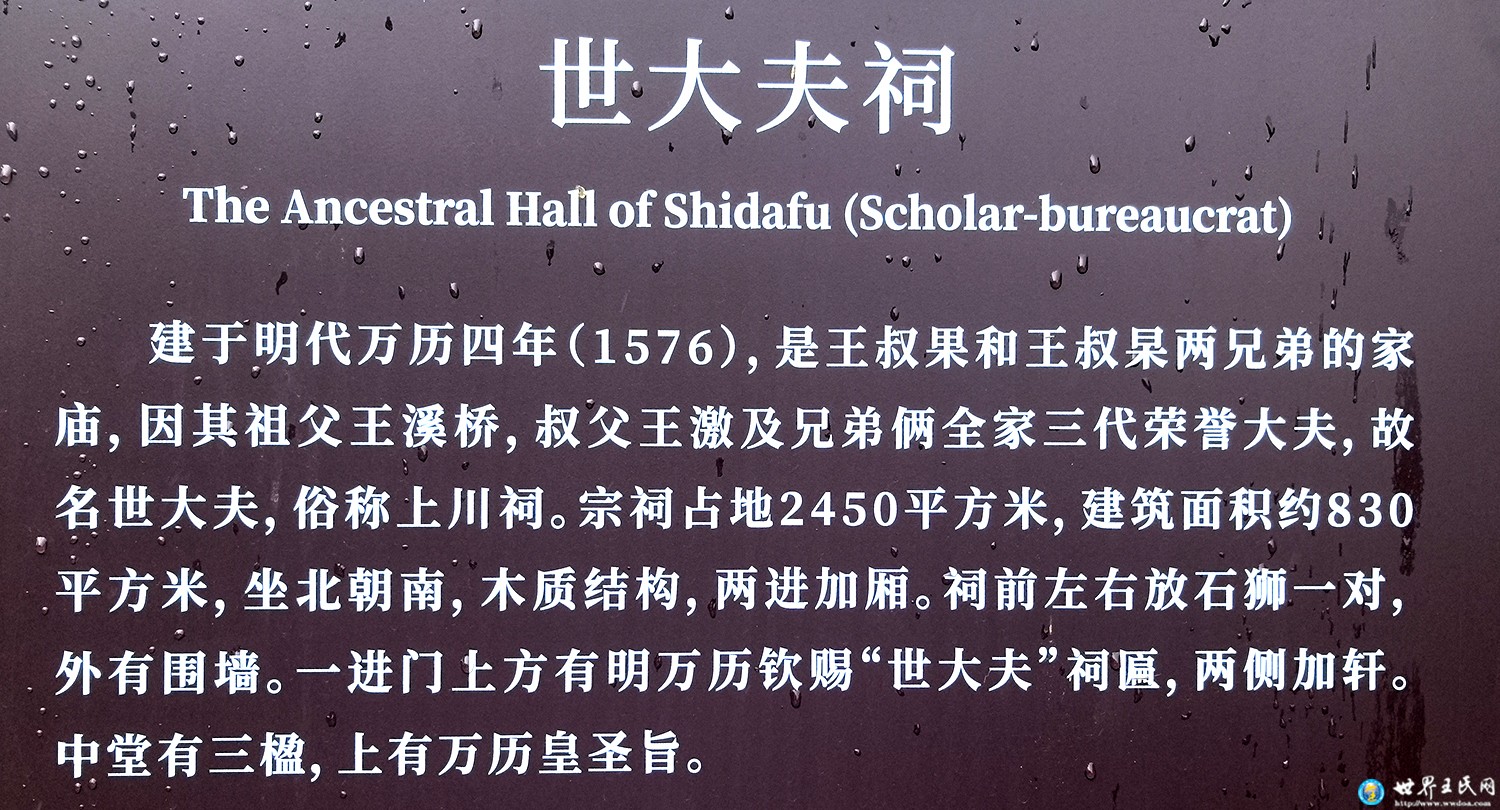 世大夫祠
The Ancestral Hall of Shidafu (Scholar-bureaucrat)
建于明代万历四年(1576),是王叔果和王叔杲两兄弟的家
庙,因其祖父王溪桥,叔父王激及兄弟俩全家三代荣誉大夫,故
名世大夫,俗称上川祠。宗祠占地2450平方米,建筑面积约830
平方米,坐北朝南,木质结构,两进加厢。祠前左右放石狮一对,
外有围墙。一进门上方有明万历钦赐“世大夫”祠匾,两侧加轩。
中堂有三楹,上有万历皇圣旨。
世界王氏网
http://www.wwdoa.com